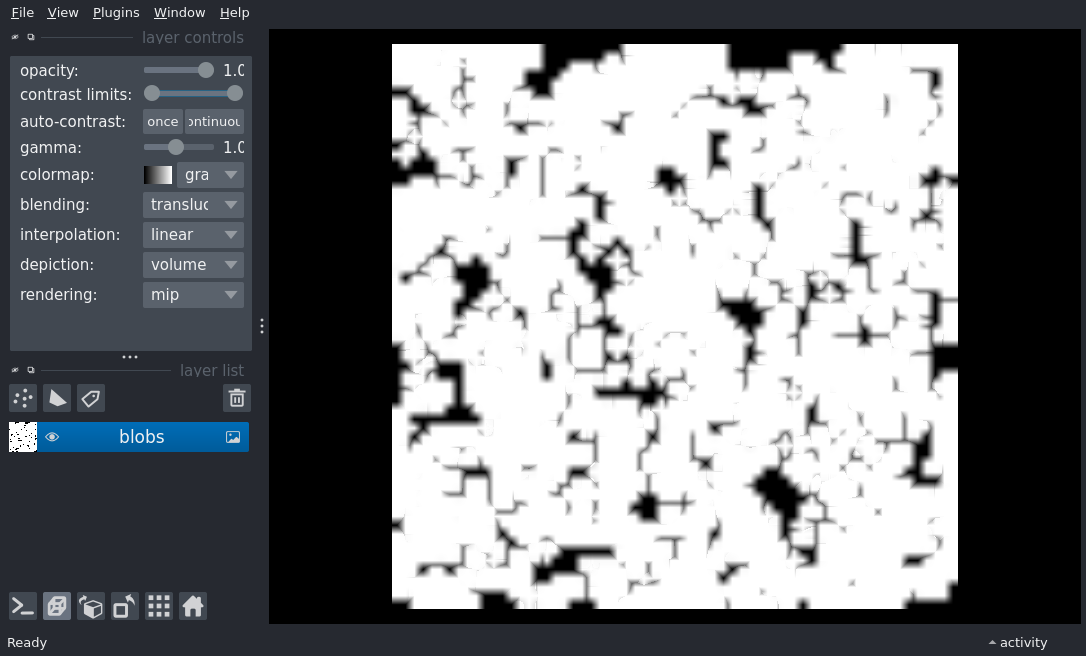 File View Plugins Window Help
layer controls
opacity: 1.0
contrast limits:
auto-contrast: once ontinuou
gamma: 1.0
colormap: gra
blending: transluc
interpolation: linear
depiction: volume
rendering: mip
layer list
blobs
Ready
activity